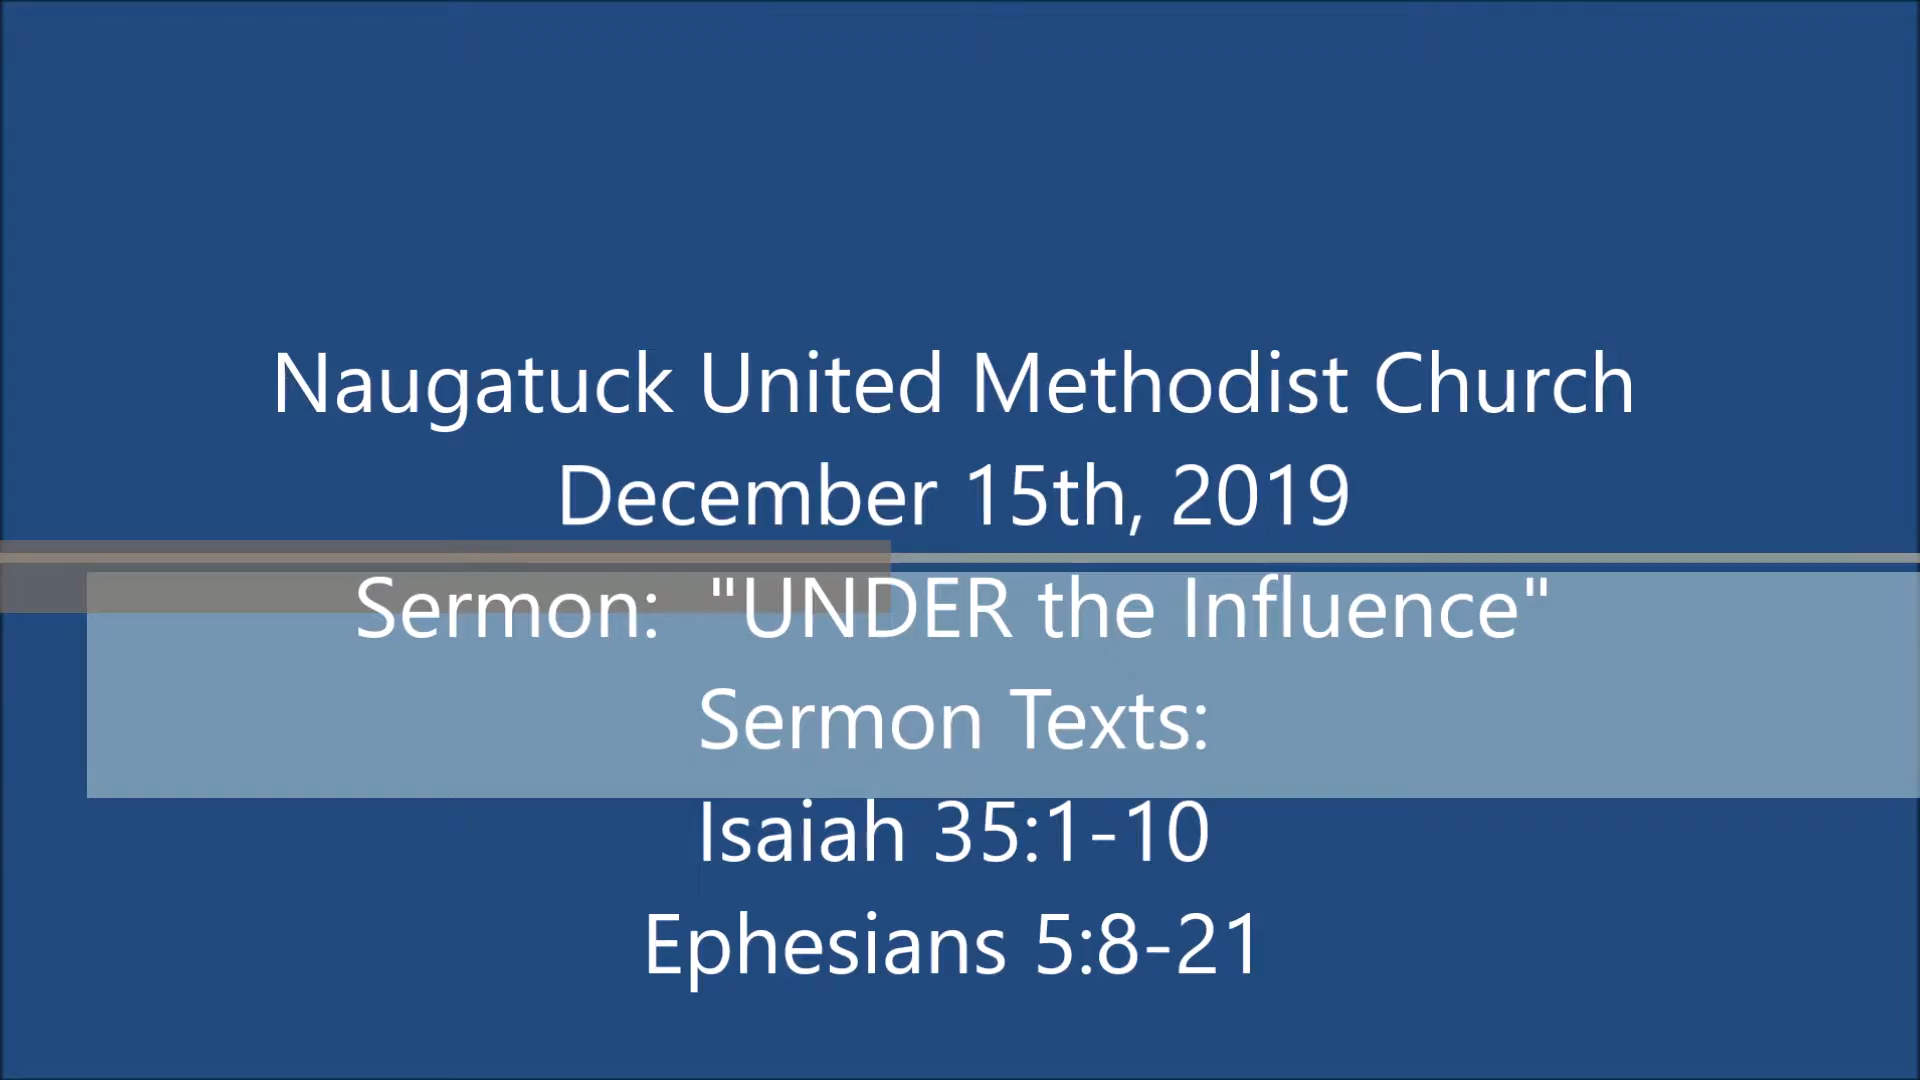 Naugatuck United Methodist Church
December 15th, 2019
Sermon:  "UNDER the Influence"
Sermon Texts:
Isaiah 35:1-10
Ephesians 5:8-21